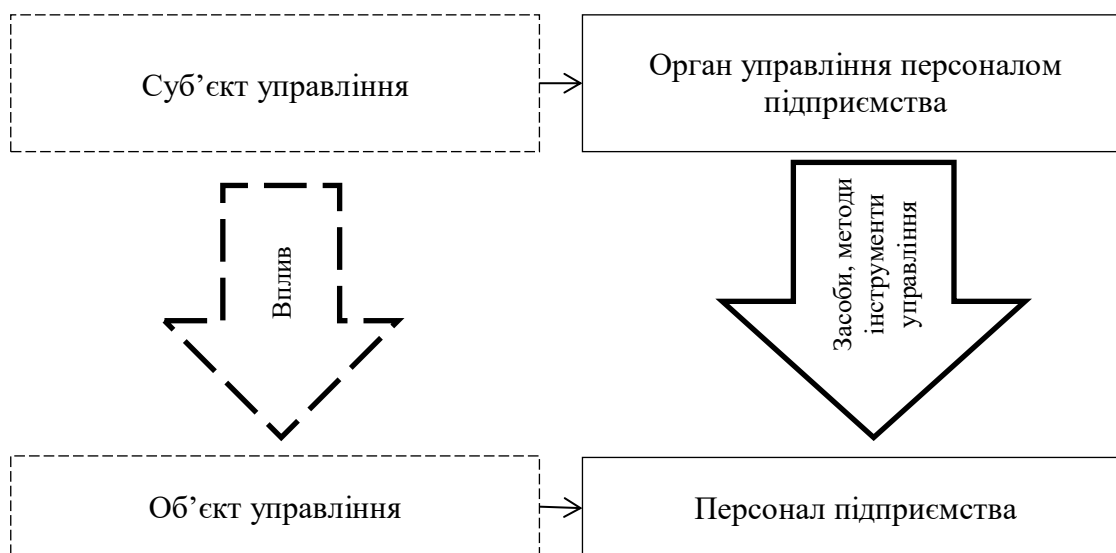 Суб’єкт управління
Орган управління персоналом
підприємства
Вплив
Засоби, методи
інструменти
управління
Об’єкт управління
Персонал підприємства